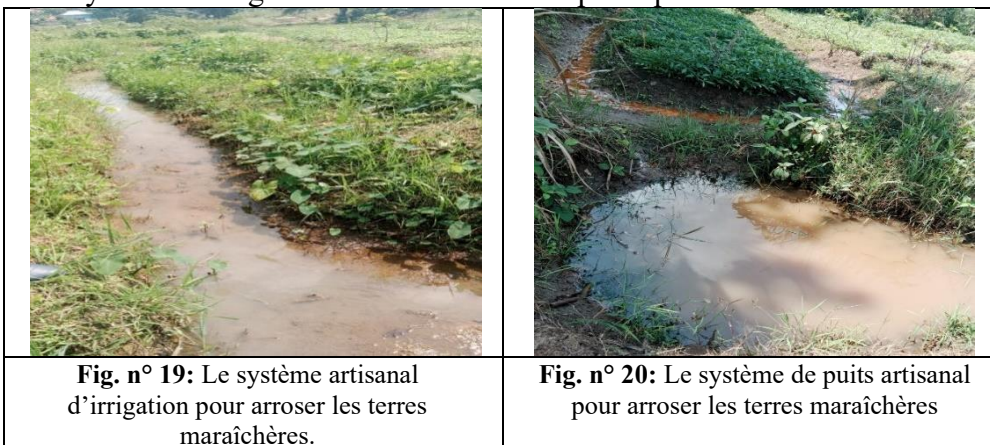 Fig. n° 19: Le système artisanal
d’irrigation pour arroser les terres
maraîchères.
Fig. n° 20: Le système de puits artisanal
pour arroser les terres maraîchères